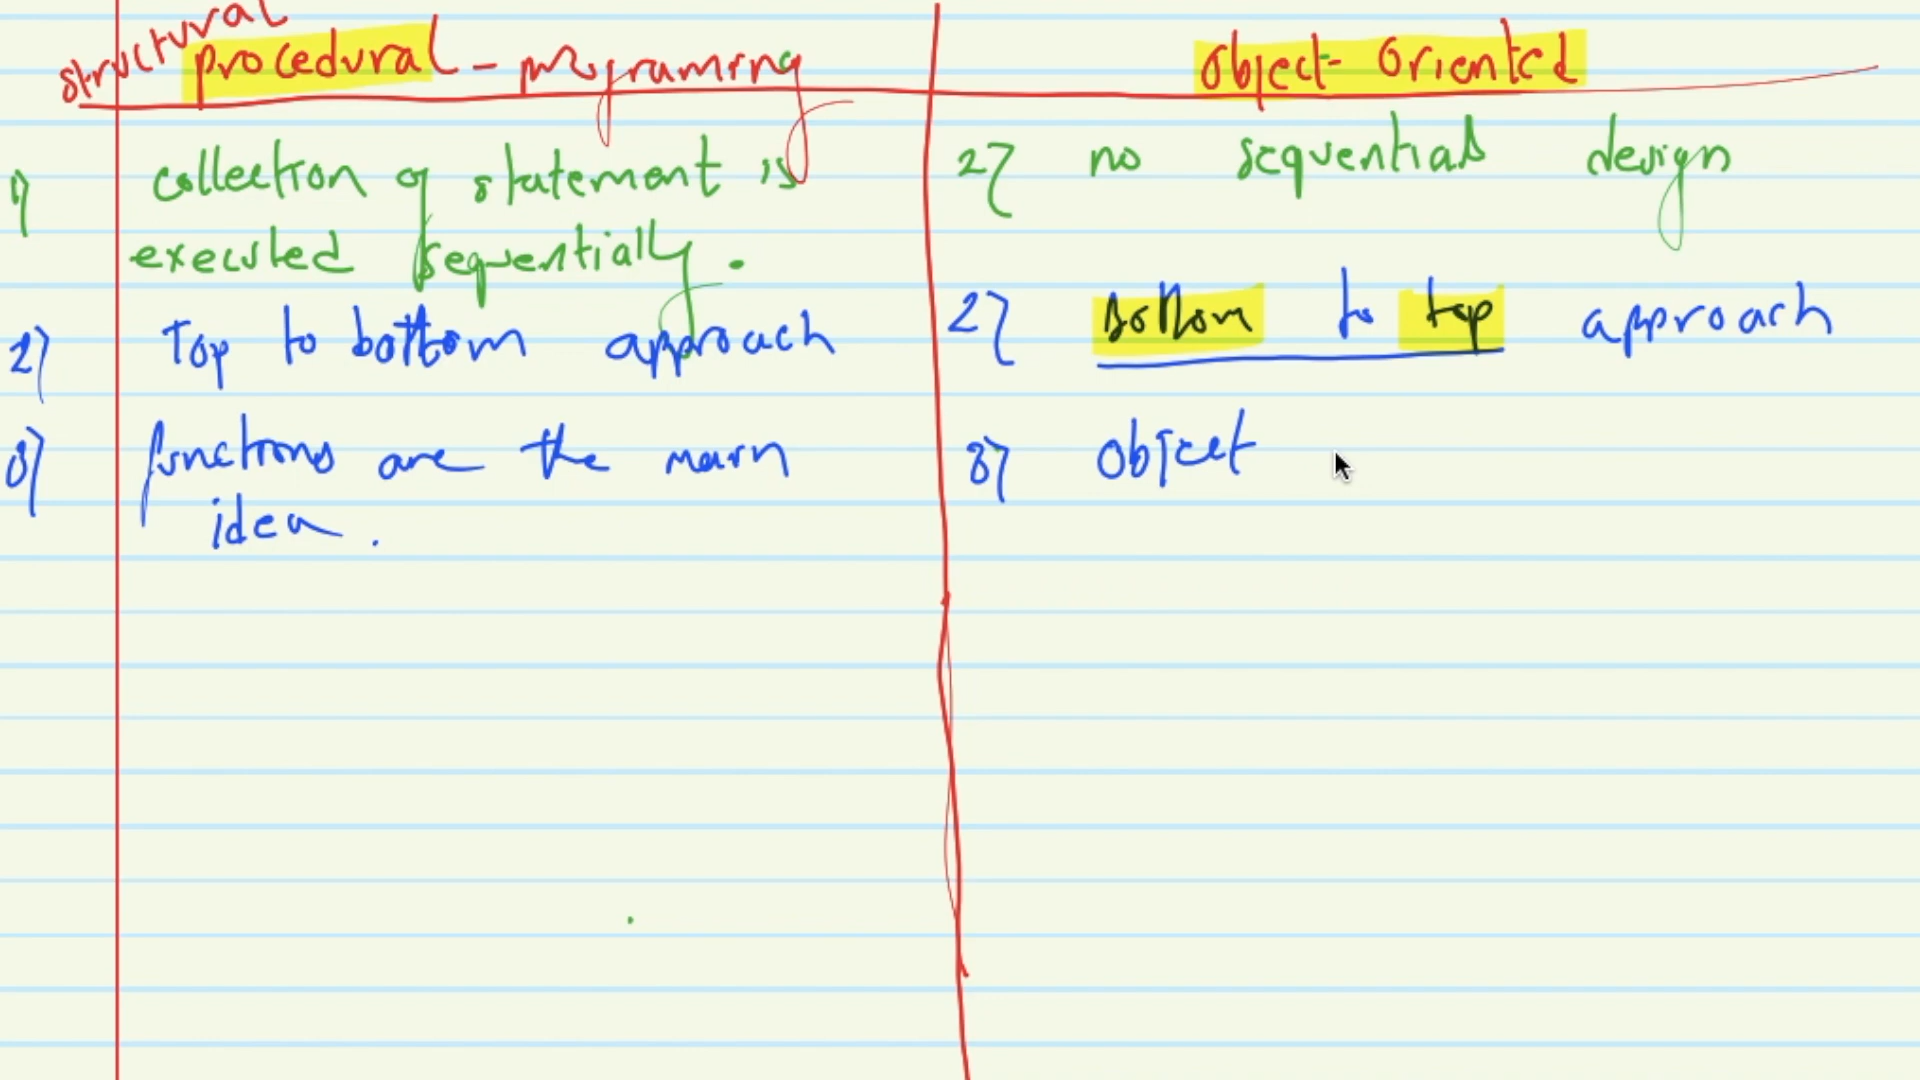 structural
procedural - programing
1) collection of statement is
executed sequentially.
2) Top to bottom approach
3) functions are the main
idea.
Object- Oriented
2) no sequential design
2) Bottom to top approach
3) Object